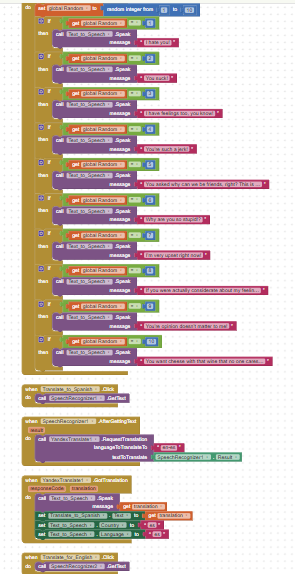 do set global Random to random integer from 1 to 10
if get global Random = 1
then call Text_to_Speech .Speak
message "I hate you!"
if get global Random = 2
then call Text_to_Speech .Speak
message "You suck!"
if get global Random = 3
then call Text_to_Speech .Speak
message "I have feelings too, you know!"
if get global Random = 4
then call Text_to_Speech .Speak
message "You're such a jerk!"
if get global Random = 5
then call Text_to_Speech .Speak
message "You asked why can we be friends, right? This is ..."
if get global Random = 6
then call Text_to_Speech .Speak
message "Why are you so stupid?"
if get global Random = 7
then call Text_to_Speech .Speak
message "I'm very upset right now!"
if get global Random = 8
then call Text_to_Speech .Speak
message "If you were actually considerate about my feelin..."
if get global Random = 9
then call Text_to_Speech .Speak
message "You're opinion doesn't matter to me!"
if get global Random = 10
then call Text_to_Speech .Speak
message "You want cheese with that wine that no one cares..."
when Translate_to_Spanish .Click
do call SpeechRecognizer1 .GetText
when SpeechRecognizer1 .AfterGettingText
result
do call YandexTranslate1 .RequestTranslation
languageToTranslateTo "en-es"
textToTranslate SpeechRecognizer1 . Result
when YandexTranslate1 .GotTranslation
responseCode translation
do call Text_to_Speech .Speak
message get translation
set Translate_to_Spanish . Text to get translation
set Text_to_Speech . Country to "es"
set Text_to_Speech . Language to "es"
when Translate_for_English .Click
do call SpeechRecognizer2 .GetText